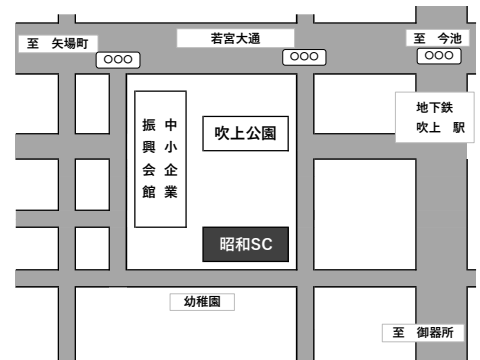 至　矢場町
若宮大通
至　今池
地下鉄
吹上　駅
中小企業
振興会館
吹上公園
昭和SC
幼稚園
至　御器所